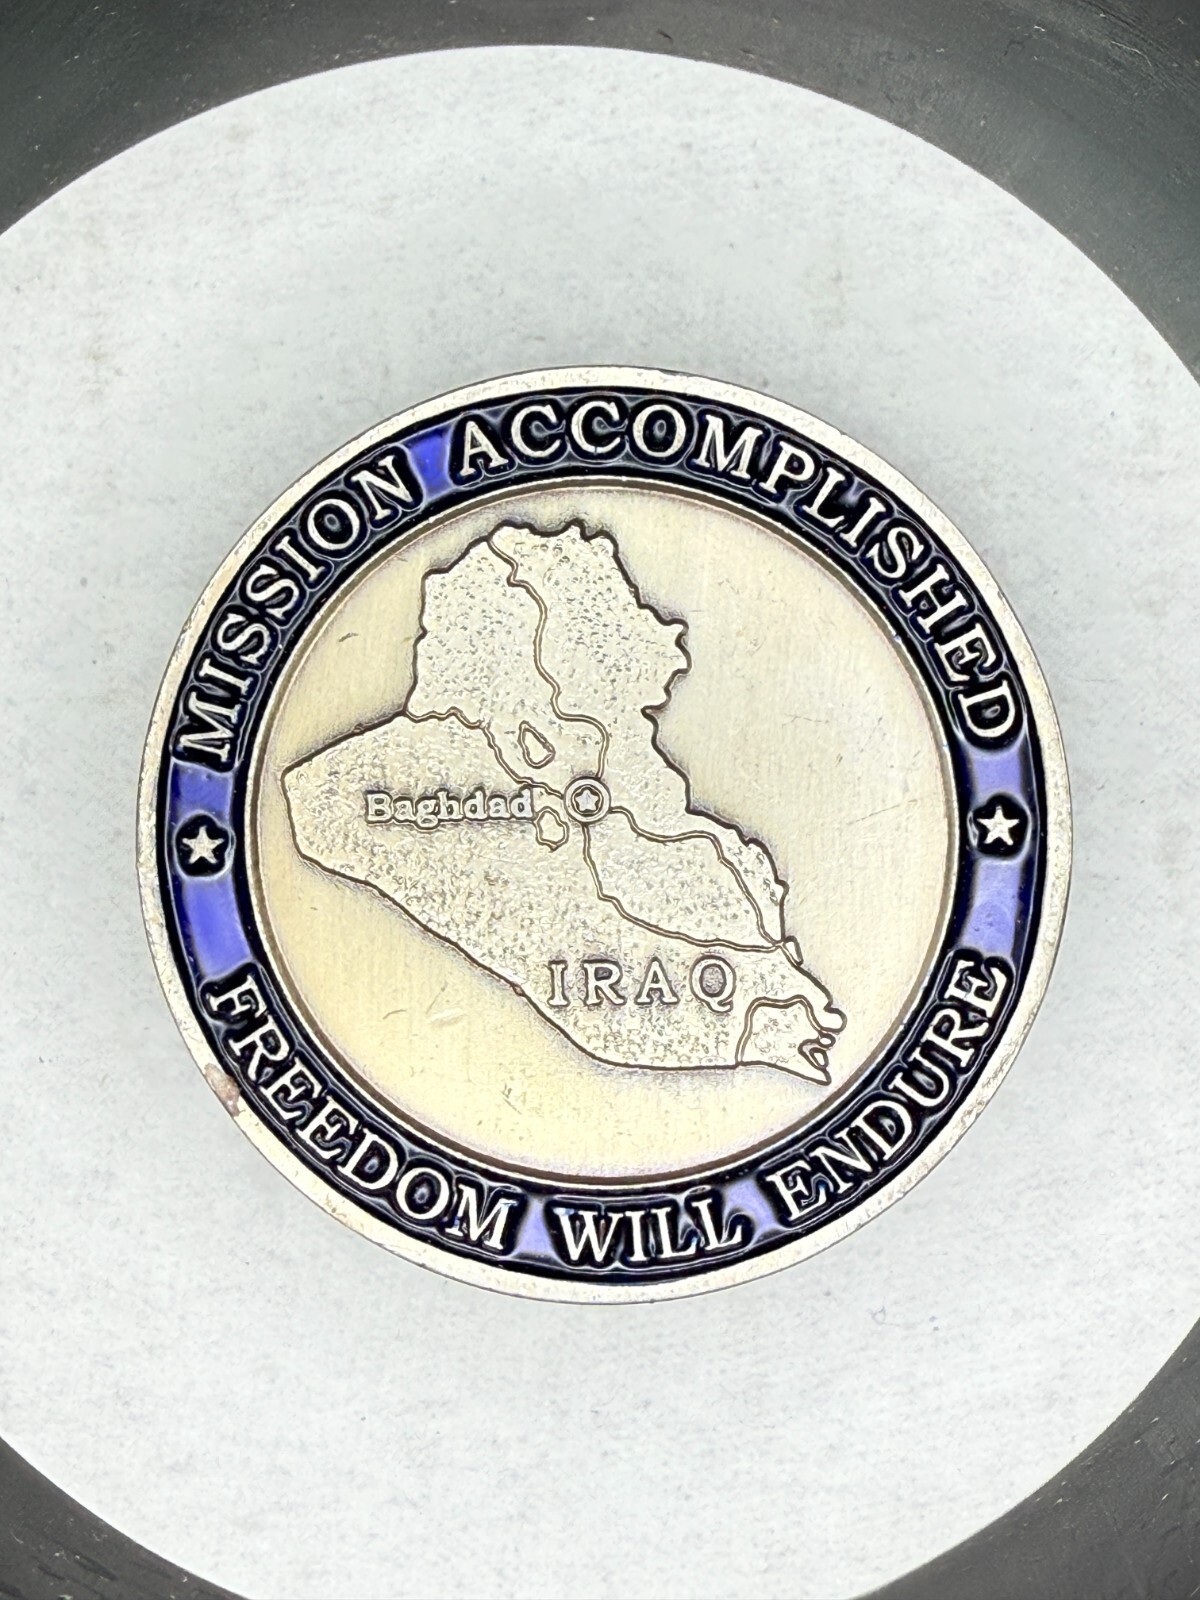 MISSION ACCOMPLISHED
Baghdad
IRAQ
FREEDOM WILL ENDURE